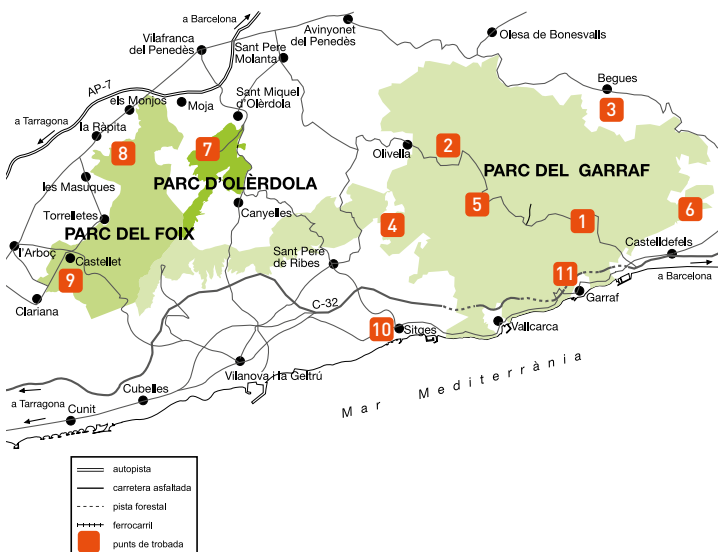 a Barcelona
Avinyonet
del Penedès
Vilafranca
del Penedès
Sant Pere
Molanta
Olesa de Bonesvalls
AP-7
Begues
els Monjos
Moja
Sant Miquel
d'Olèrdola
3
a Tarragona
la Ràpita
8
7
Olivella
2
PARC DEL GARRAF
PARC D'OLÈRDOLA
les Masuques
Torrelletes
Canyelles
5
6
PARC DEL FOIX
4
1
l'Arboç
Castellet
Sant Pere
de Ribes
Castelldefels
9
11
a Barcelona
Clariana
C-32
Garraf
10
Sitges
Vallcarca
Vilanova i la Geltrú
Mar Mediterrània
Cubelles
a Tarragona
Cunit
autopista
carretera asfaltada
pista forestal
ferrocarril
punts de trobada